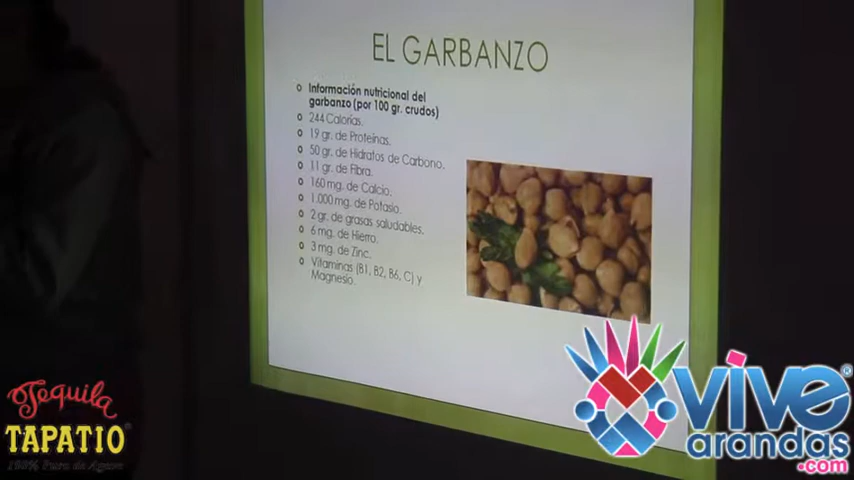 EL GARBANZO
Información nutricional del
garbanzo (por 100 gr. crudos)
244 Calorías.
19 gr. de Proteínas.
50 gr. de Hidratos de Carbono.
11 gr. de Fibra.
160 mg. de Calcio.
1.000 mg. de Potasio.
2 gr. de grasas saludables.
6 mg. de Hierro.
3 mg. de Zinc.
Vitaminas (B1, B2, B6, C) y
Magnesio.
Tequila
TAPATIO
100% Puro de Agave
vive
arandas
.com